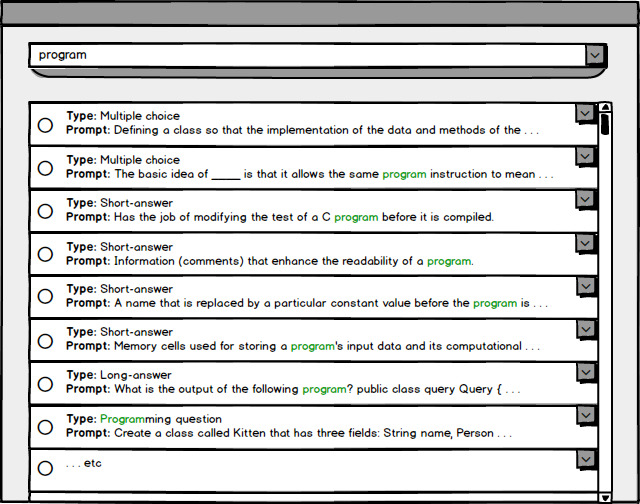 program
Type: Multiple choice
Prompt: Defining a class so that the implementation of the data and methods of the . . .
Type: Multiple choice
Prompt: The basic idea of _____ is that it allows the same program instruction to mean . . .
Type: Short-answer
Prompt: Has the job of modifying the test of a C program before it is compiled.
Type: Short-answer
Prompt: Information (comments) that enhance the readability of a program.
Type: Short-answer
Prompt: A name that is replaced by a particular constant value before the program is . . .
Type: Short-answer
Prompt: Memory cells used for storing a program's input data and its computational . . .
Type: Long-answer
Prompt: What is the output of the following program? public class query Query { . . .
Type: Programming question
Prompt: Create a class called Kitten that has three fields: String name, Person . . .
. . . etc